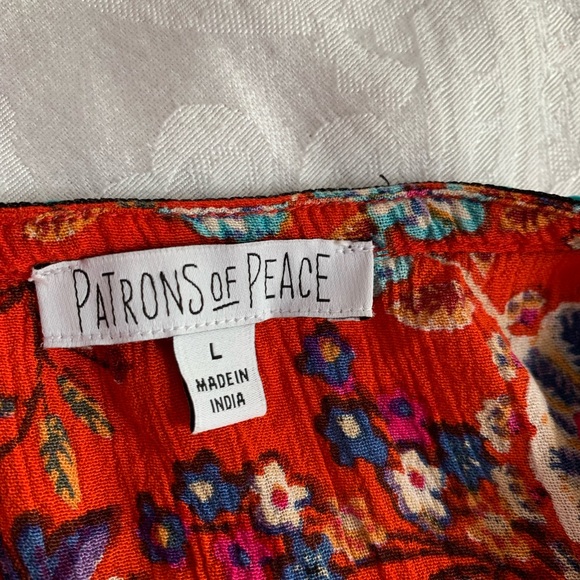 PATRONS OF PEACE
L
MADE IN
INDIA